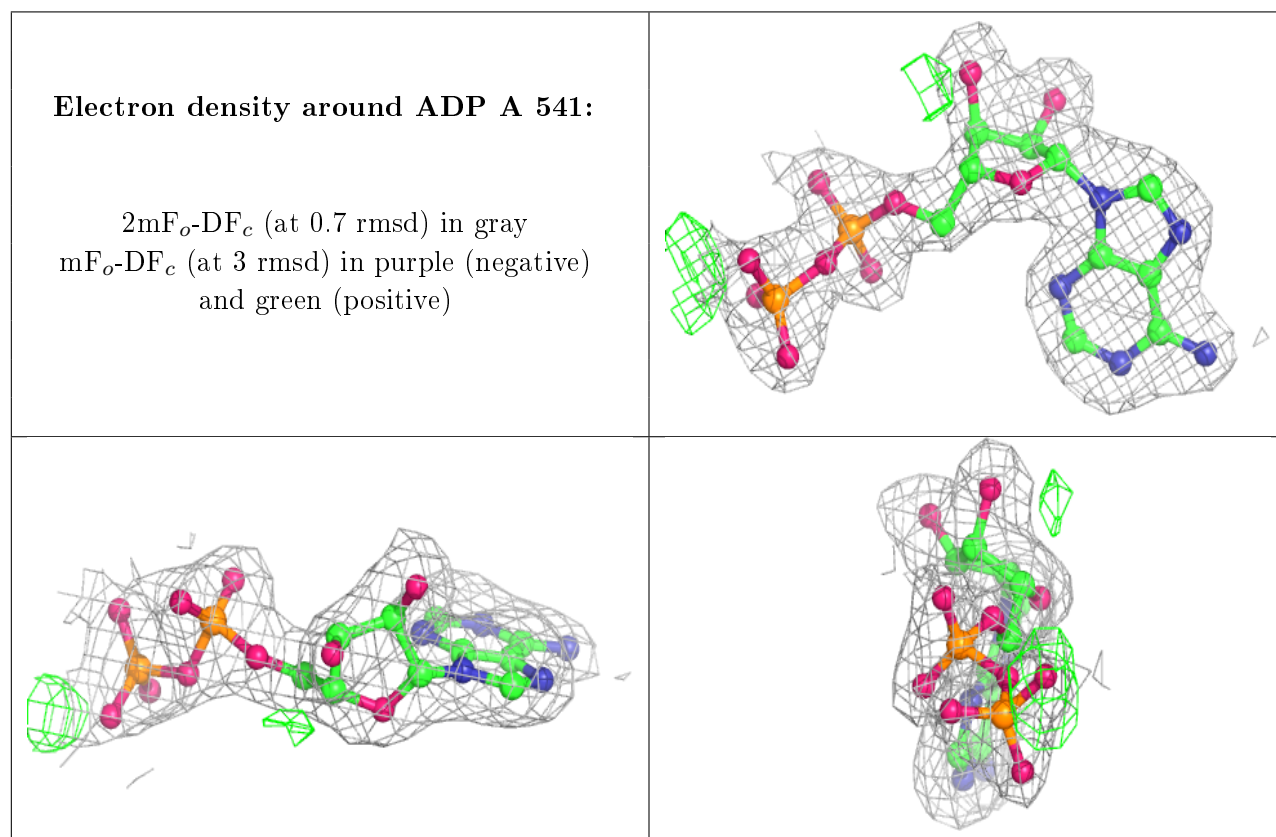 Electron density around ADP A 541:
2mFo-DFc (at 0.7 rmsd) in gray
mFo-DFc (at 3 rmsd) in purple (negative)
and green (positive)